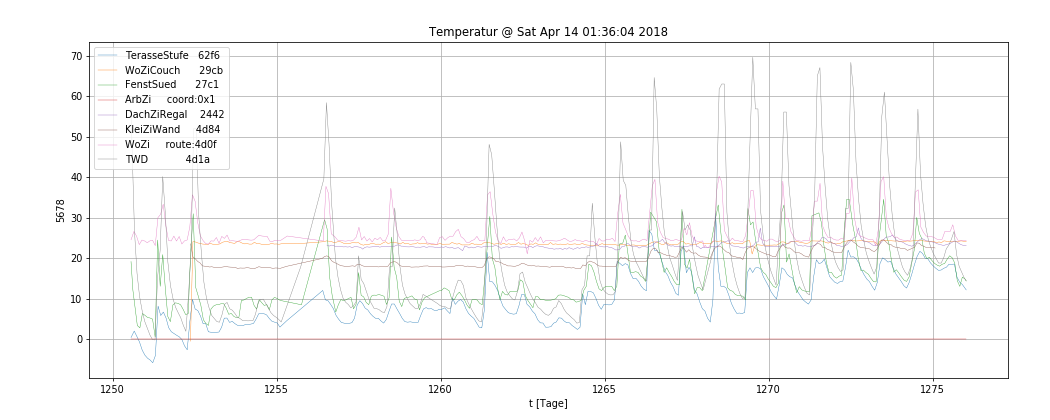 Temperatur @ Sat Apr 14 01:36:04 2018
70
60
50
40
30
20
10
0
5678
TerasseStufe 62f6
WoZiCouch 29cb
FenstSued 27c1
ArbZi coord:0x1
DachZiRegal 2442
KleiZiWand 4d84
WoZi route:4d0f
TWD 4d1a
1250 1255 1260 1265 1270 1275
t [Tage]